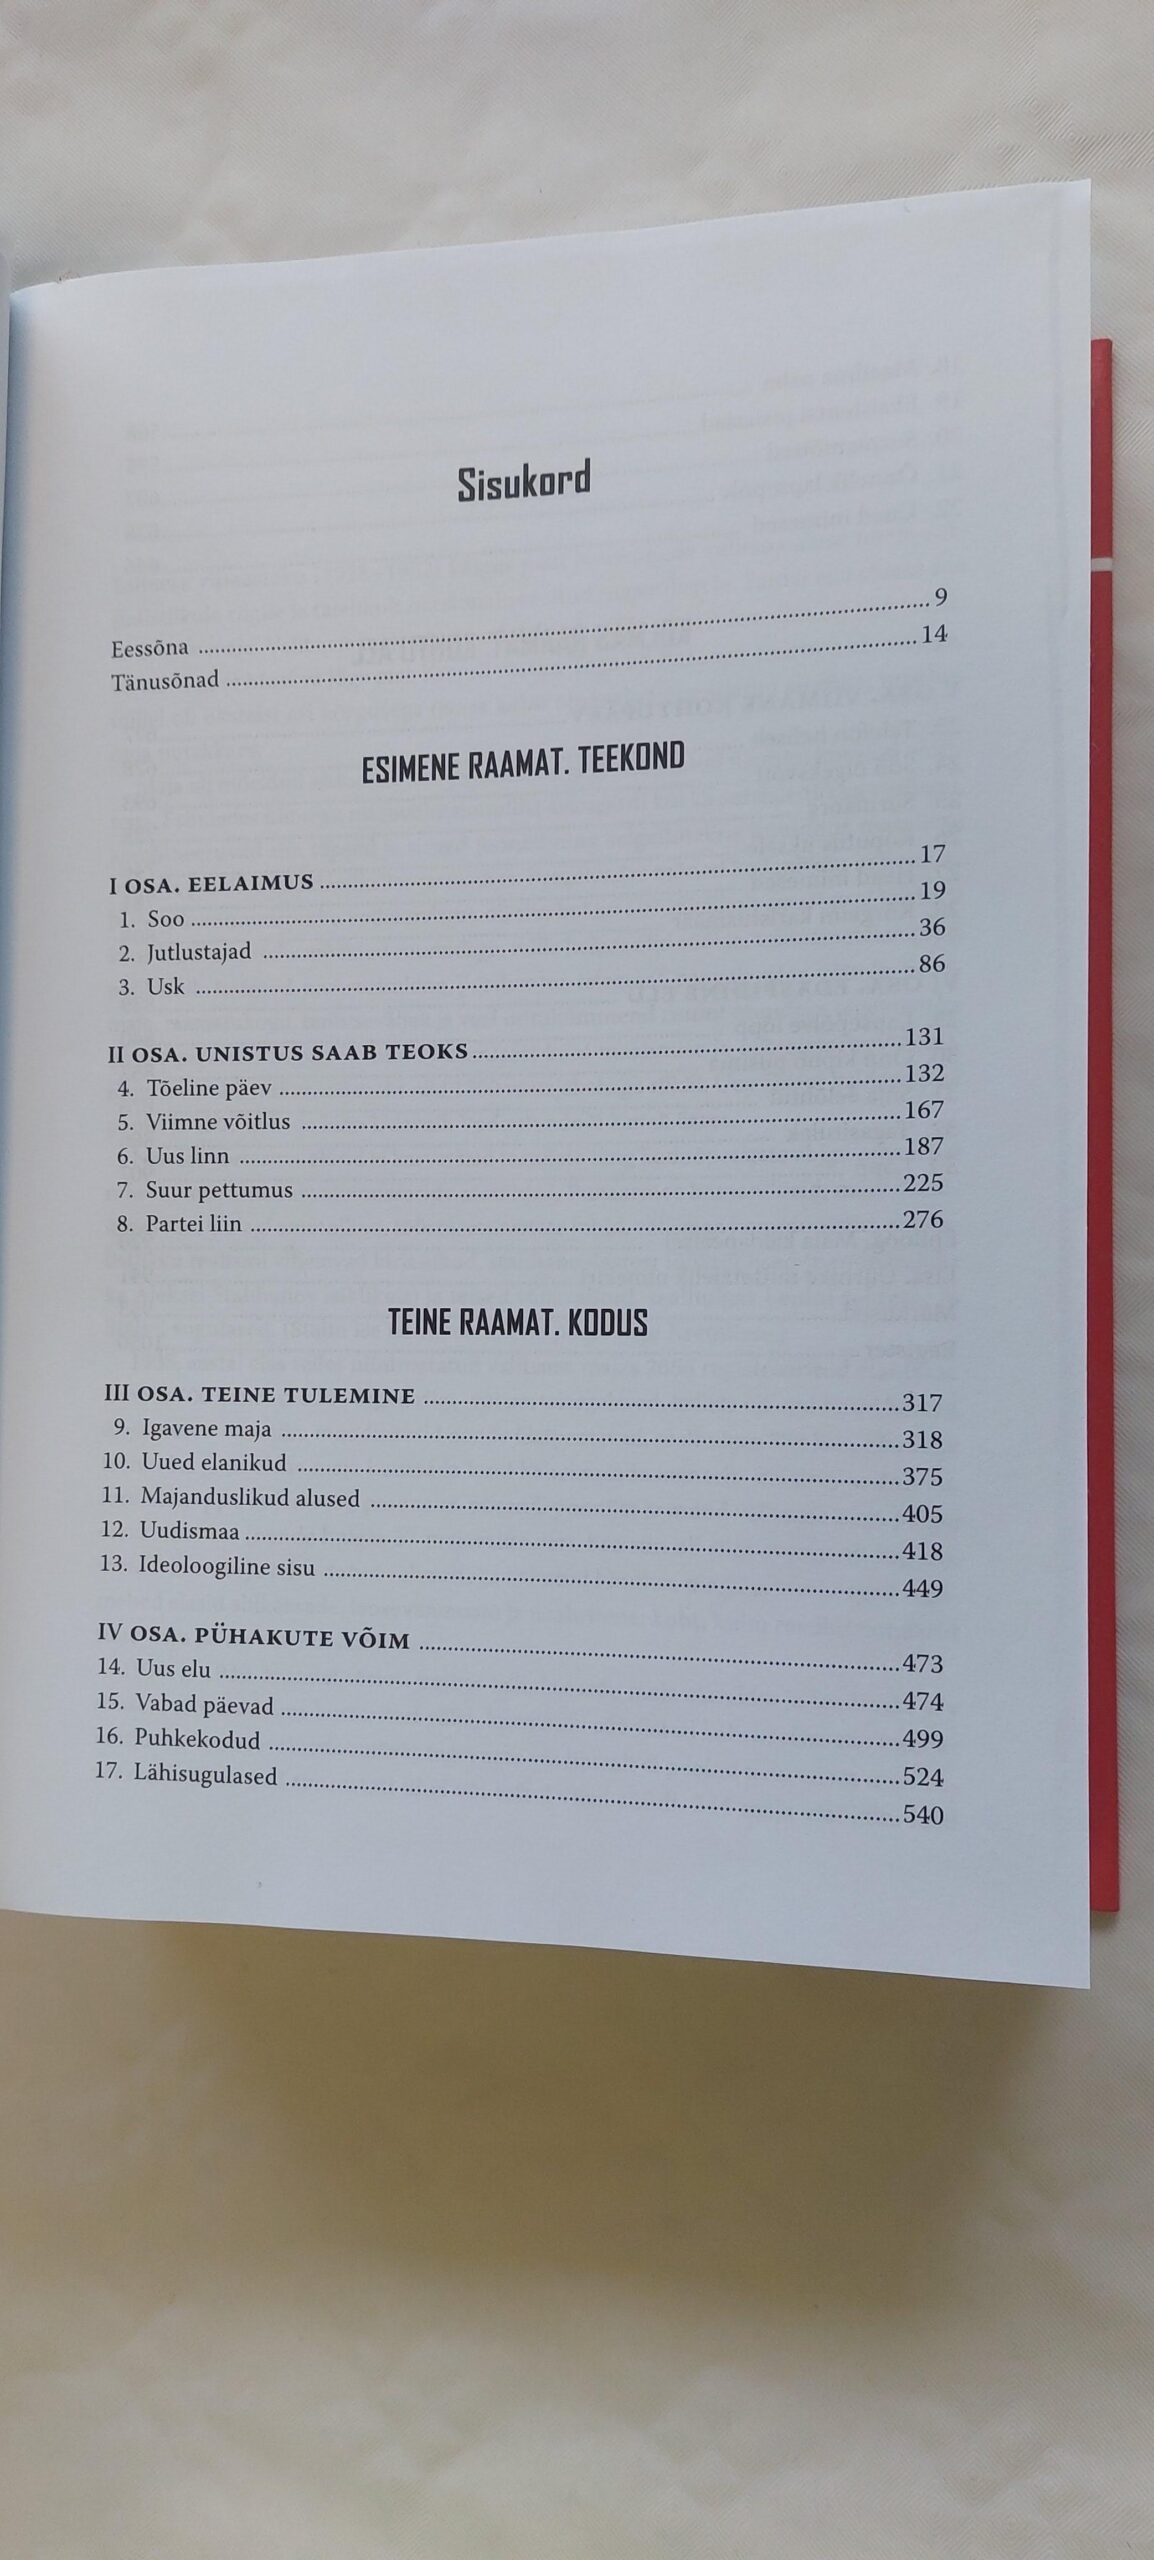 Sisukord
Eessõna ........ 9
Tänusõnad ........ 14
ESIMENE RAAMAT. TEEKOND
I OSA. EELAIMUS ........ 17
1. Soo ........ 19
2. Jutlustajad ........ 36
3. Usk ........ 86
II OSA. UNISTUS SAAB TEOKS ........ 131
4. Tõeline päev ........ 132
5. Viimne võitlus ........ 167
6. Uus linn ........ 187
7. Suur pettumus ........ 225
8. Partei liin ........ 276
TEINE RAAMAT. KODUS
III OSA. TEINE TULEMINE ........ 317
9. Igavene maja ........ 318
10. Uued elanikud ........ 375
11. Majanduslikud alused ........ 405
12. Uudismaa ........ 418
13. Ideoloogiline sisu ........ 449
IV OSA. PÜHAKUTE VÕIM ........ 473
14. Uus elu ........ 474
15. Vabad päevad ........ 499
16. Puhkekodud ........ 524
17. Lähisugulased ........ 540